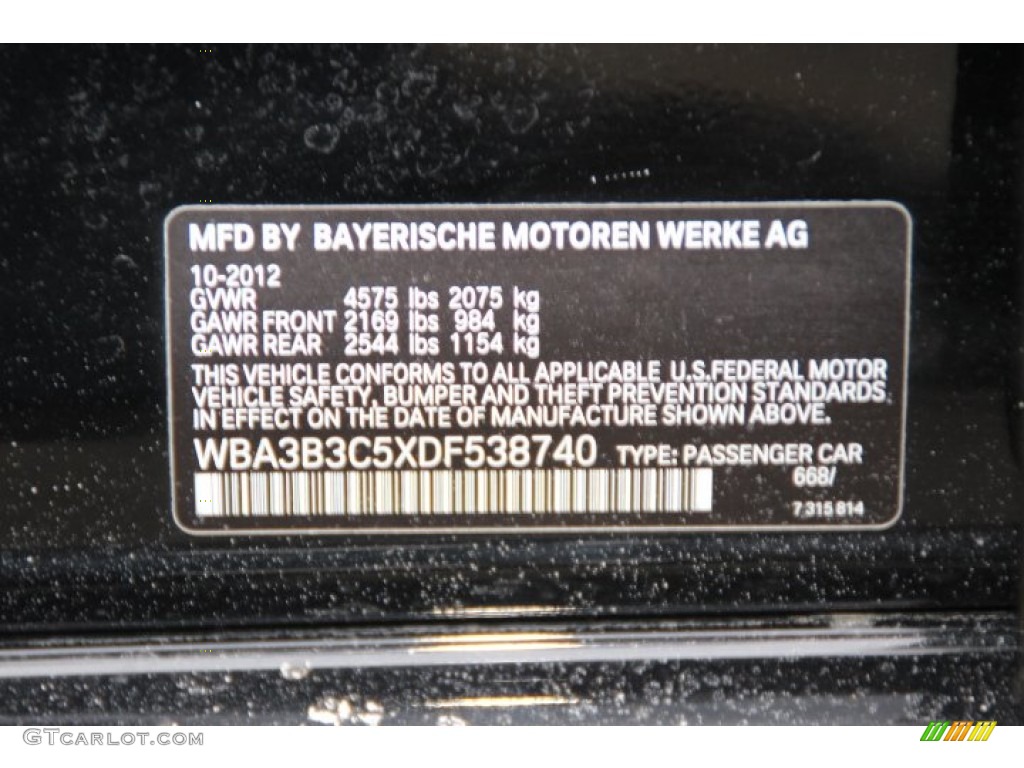 MFD BY BAYERISCHE MOTOREN WERKE AG
10-2012
GVWR 4575 lbs 2075 kg
GAWR FRONT 2169 lbs 984 kg
GAWR REAR 2544 lbs 1154 kg
THIS VEHICLE CONFORMS TO ALL APPLICABLE U.S.FEDERAL MOTOR
VEHICLE SAFETY, BUMPER AND THEFT PREVENTION STANDARDS
IN EFFECT ON THE DATE OF MANUFACTURE SHOWN ABOVE.
WBA3B3C5XDF538740 TYPE: PASSENGER CAR
668/
7 315 814
GTCARLOT.COM